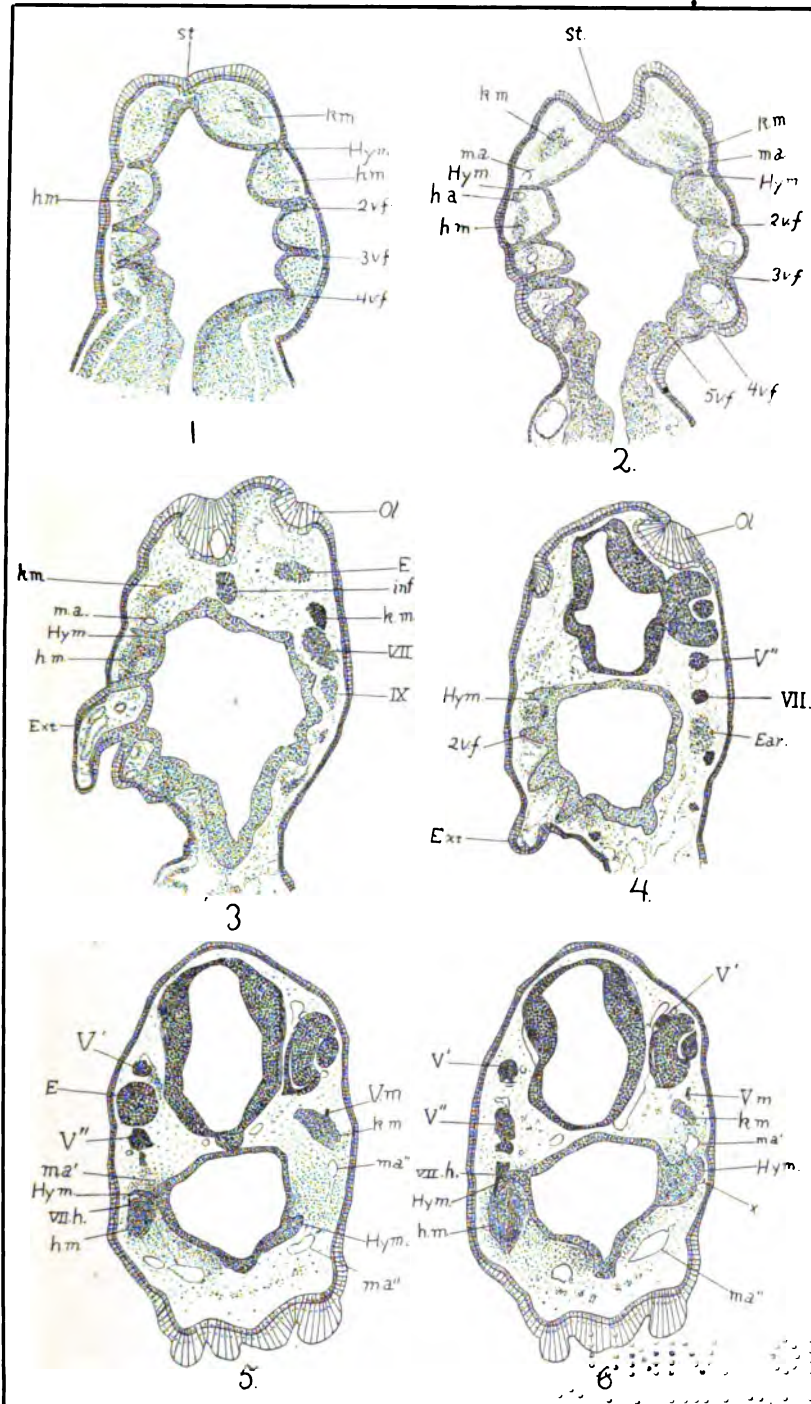 st
km
Hym.
hm
hm
2vf
3vf
4vf
1
st.
km
km
ma
ma
Hym
Hym
ha
hm
2vf
3vf
4vf
5vf
2.
Ol
E
km
inf
km
m.a.
Hym
VII
hm
IX
Ext
3
Ol
V"
VII.
Hym.
2vf
Ear.
Ext
4.
V'
E
Vm
km
V"
ma'
ma"
Hym
VII.h.
hm
Hym.
ma"
5.
V'
V'
Vm
km
V"
ma'
VII.h.
Hym.
Hym.
x
hm
ma"
6